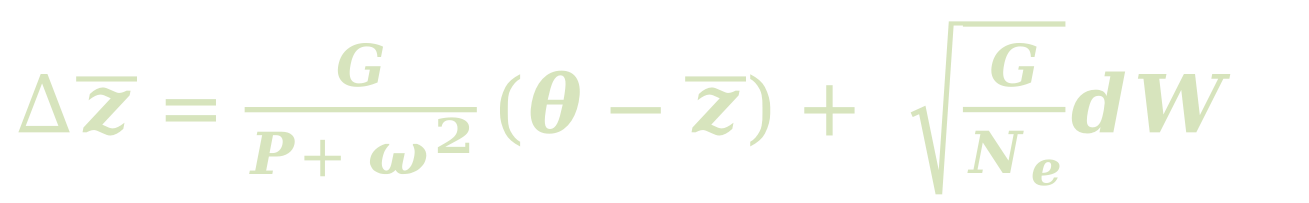 Δz̅ = G/(P + ω²) (θ − z̅) + √(G/Nₑ) dW